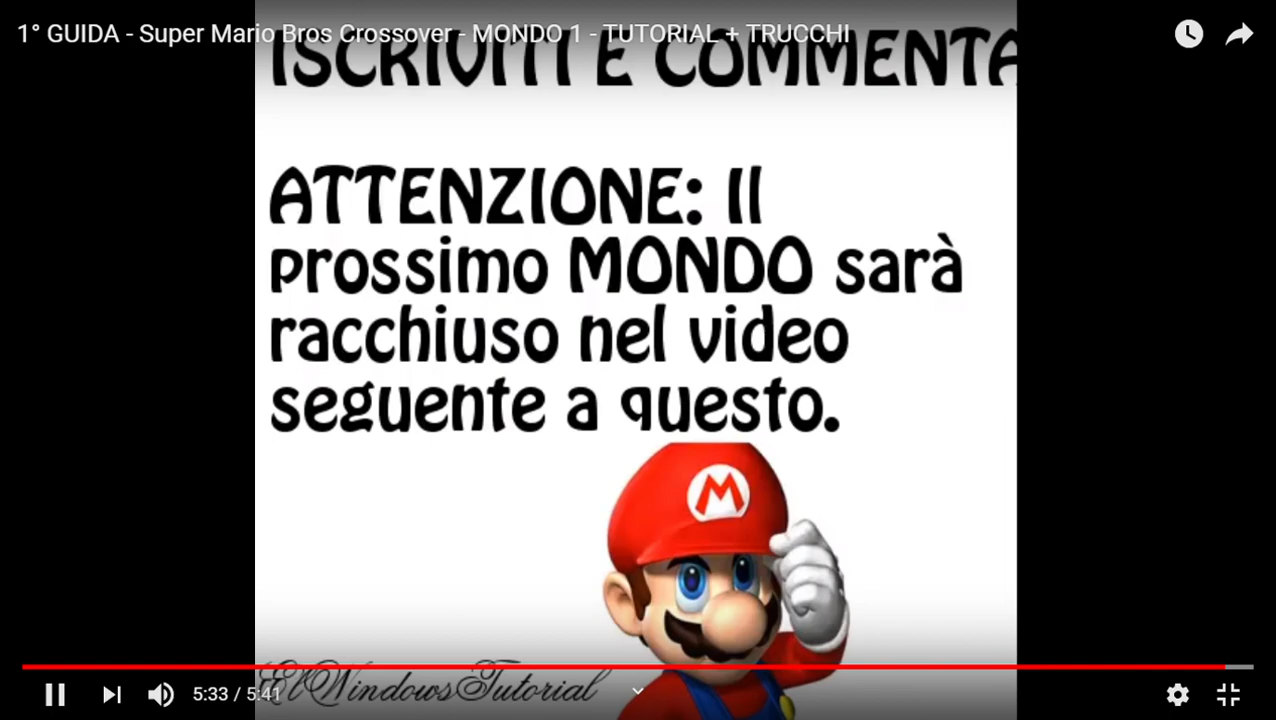 1° GUIDA - Super Mario Bros Crossover - MONDO 1 - TUTORIAL + TRUCCHI
ISCRIVITI E COMMENTA
ATTENZIONE: Il
prossimo MONDO sarà
racchiuso nel video
seguente a questo.
M
ElWindowsTutorial
5:33 / 5:41